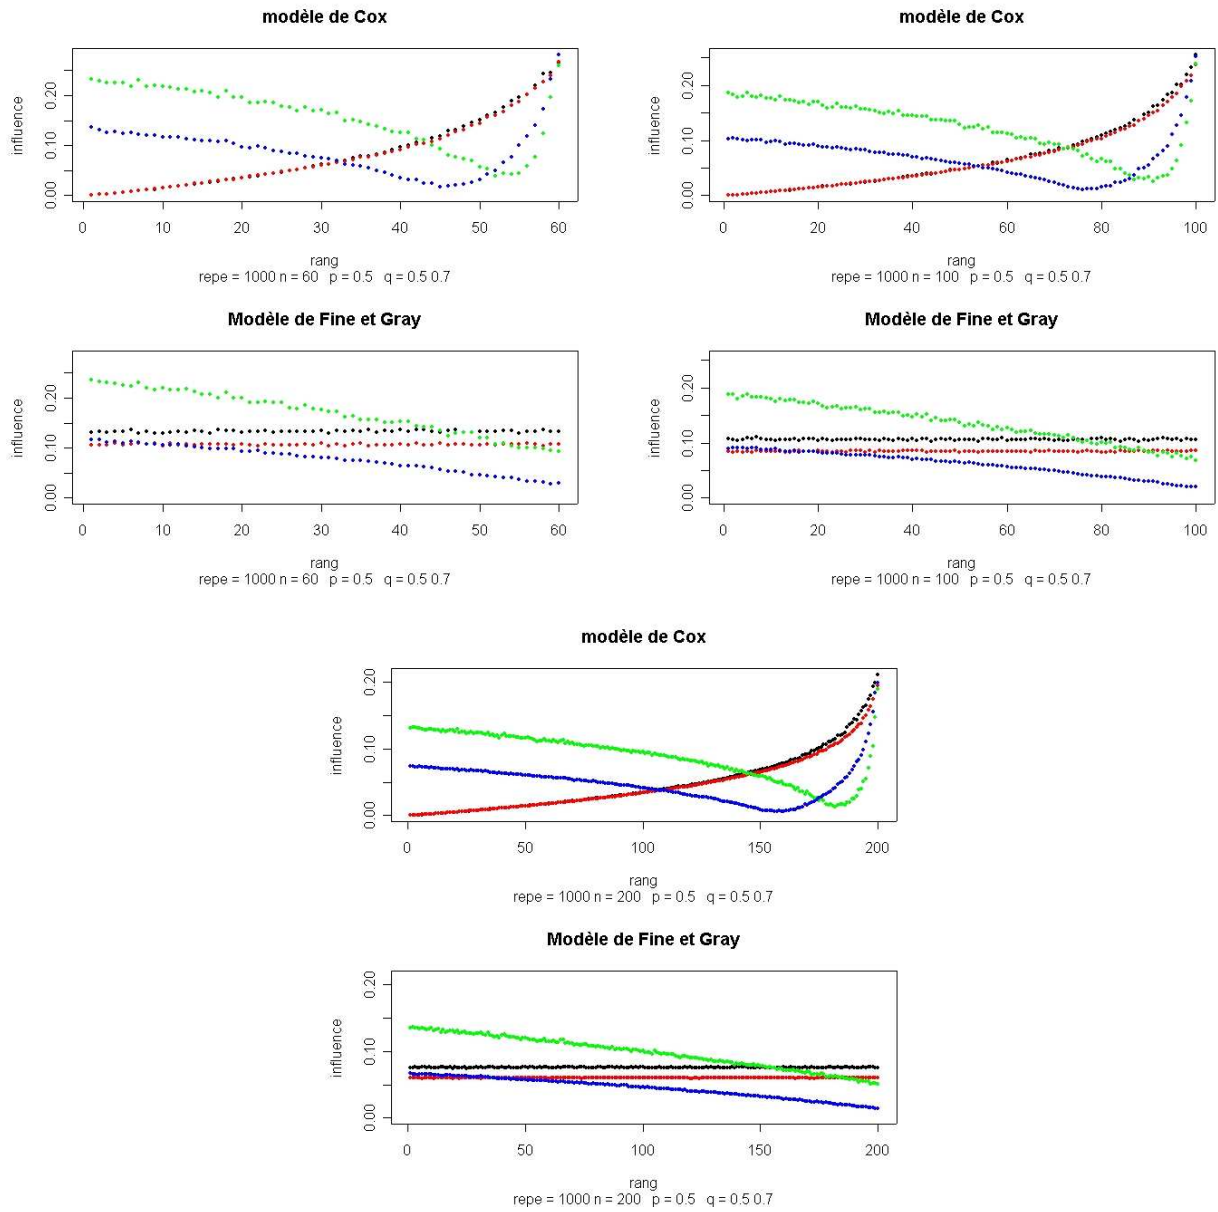 modèle de Cox
influence
0.00 0.10 0.20
0 10 20 30 40 50 60
rang
repe = 1000 n = 60 p = 0.5 q = 0.5 0.7
modèle de Cox
influence
0.00 0.10 0.20
0 20 40 60 80 100
rang
repe = 1000 n = 100 p = 0.5 q = 0.5 0.7
Modèle de Fine et Gray
influence
0.00 0.10 0.20
0 10 20 30 40 50 60
rang
repe = 1000 n = 60 p = 0.5 q = 0.5 0.7
Modèle de Fine et Gray
influence
0.00 0.10 0.20
0 20 40 60 80 100
rang
repe = 1000 n = 100 p = 0.5 q = 0.5 0.7
modèle de Cox
influence
0.00 0.10 0.20
0 50 100 150 200
rang
repe = 1000 n = 200 p = 0.5 q = 0.5 0.7
Modèle de Fine et Gray
influence
0.00 0.10 0.20
0 50 100 150 200
rang
repe = 1000 n = 200 p = 0.5 q = 0.5 0.7